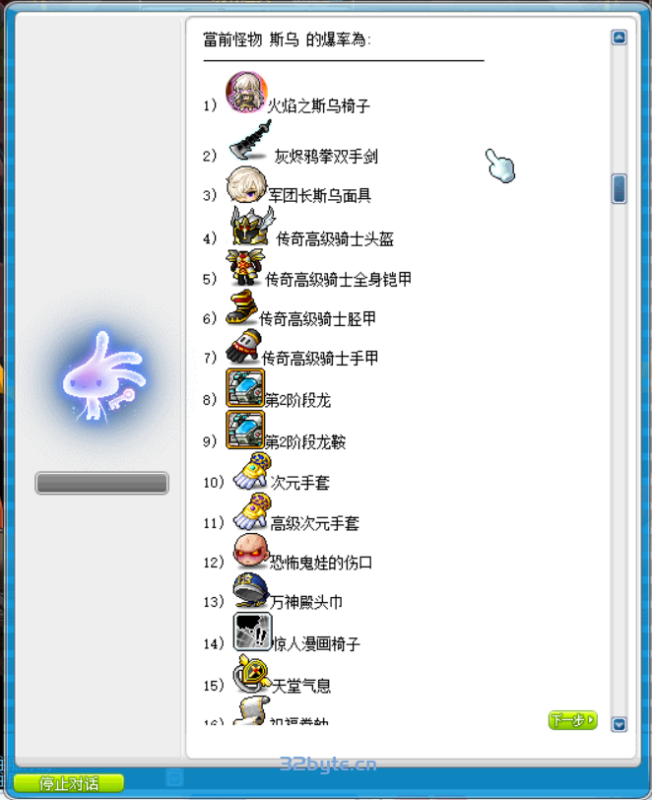 當前怪物 斯乌 的爆率為:
1) 火焰之斯乌椅子
2) 灰烬鸦拳双手剑
3) 军团长斯乌面具
4) 传奇高级骑士头盔
5) 传奇高级骑士全身铠甲
6) 传奇高级骑士胫甲
7) 传奇高级骑士手甲
8) 第2阶段龙
9) 第2阶段龙鞍
10) 次元手套
11) 高级次元手套
12) 恐怖鬼娃的伤口
13) 万神殿头巾
14) 惊人漫画椅子
15) 天堂气息
16) 祝福卷轴
下一步
32byte.cn
停止对话